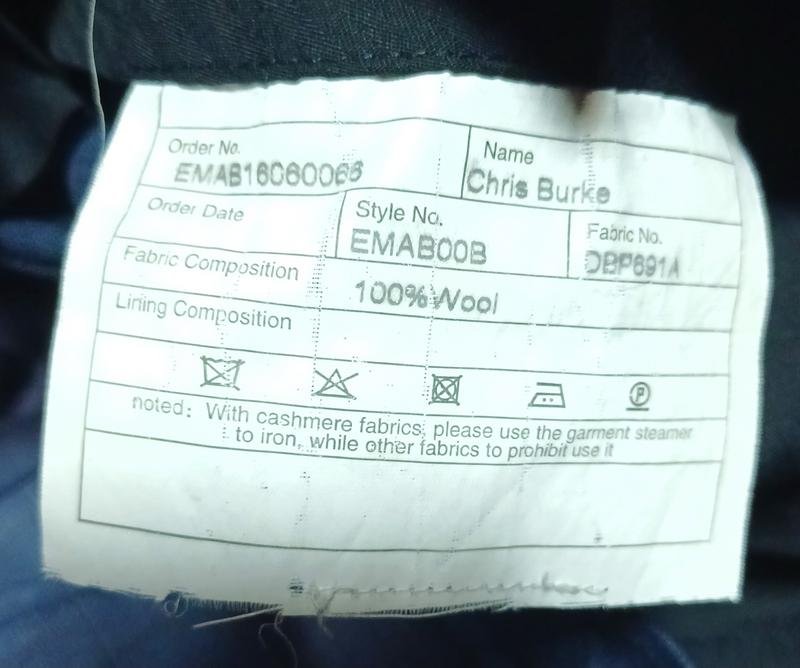 Order No.
EMAB16060066
Name
Chris Burke
Order Date
Style No.
EMAB00B
Fabric No.
DBP691A
Fabric Composition
100% Wool
Lining Composition
P
noted: With cashmere fabrics, please use the garment steamer
to iron, while other fabrics to prohibit use it